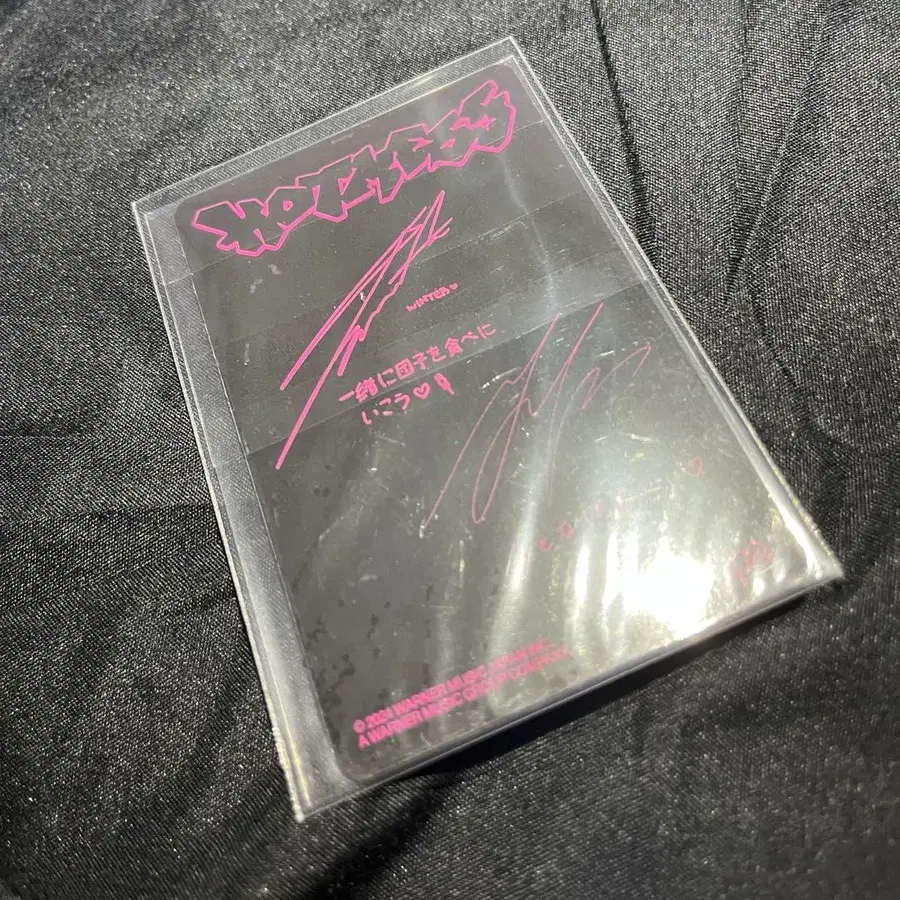 HOT MESS
WINTER♡
一緒に団子を食べに
いこう♡
© 2024 WARNER MUSIC JAPAN INC.
A WARNER MUSIC GROUP COMPANY.